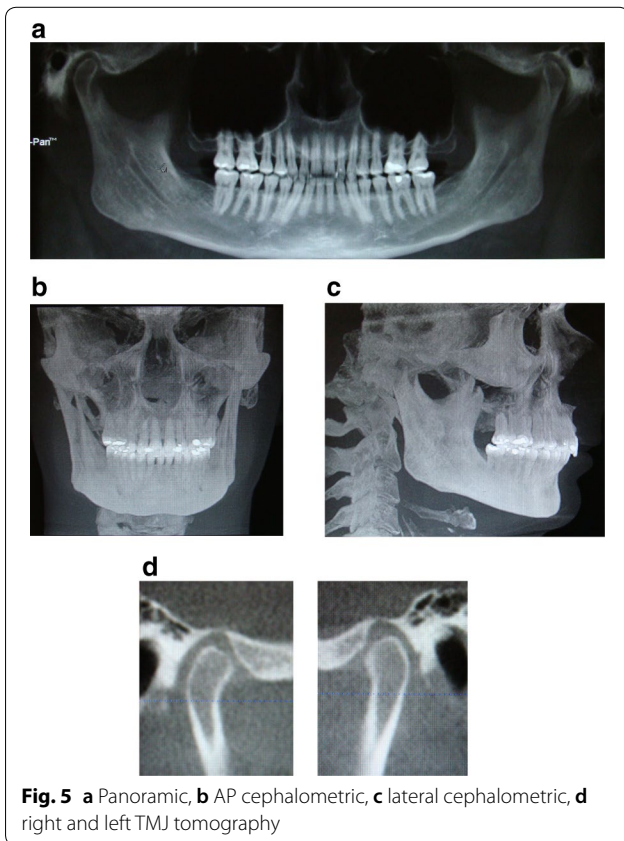 a
-Pan™
b
c
d
Fig. 5 a Panoramic, b AP cephalometric, c lateral cephalometric, d
right and left TMJ tomography